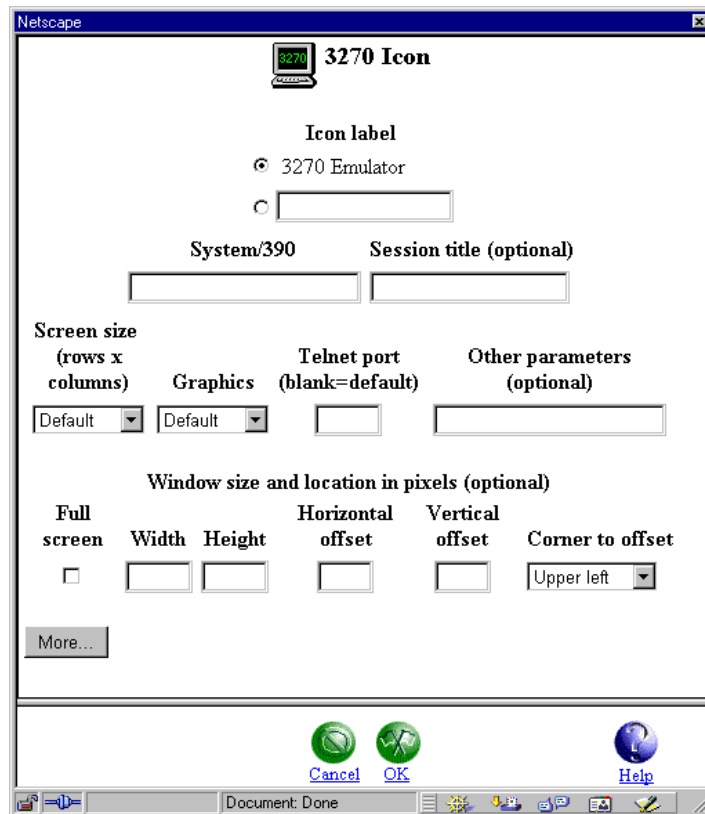 Netscape
3270
3270 Icon
Icon label
3270 Emulator
System/390 Session title (optional)
Screen size
(rows x Telnet port Other parameters
columns) Graphics (blank=default) (optional)
Default Default
Window size and location in pixels (optional)
Full Horizontal Vertical
screen Width Height offset offset Corner to offset
Upper left
More...
Cancel OK Help
Document: Done